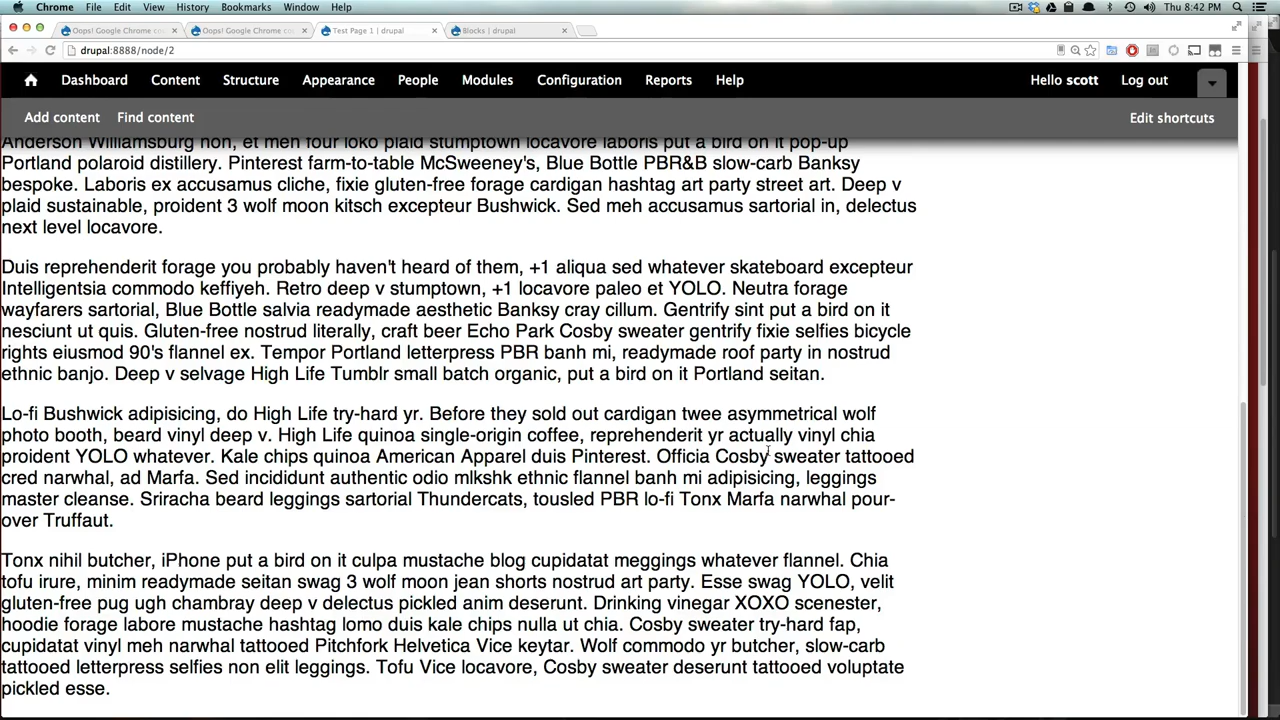 Chrome File Edit View History Bookmarks Window Help Thu 8:42 PM
Oops! Google Chrome co Oops! Google Chrome co Test Page 1 | drupal Blocks | drupal
drupal:8888/node/2
Dashboard Content Structure Appearance People Modules Configuration Reports Help Hello scott Log out
Add content Find content Edit shortcuts
Anderson Williamsburg non, et meh four loko plaid stumptown locavore laboris put a bird on it pop-up
Portland polaroid distillery. Pinterest farm-to-table McSweeney's, Blue Bottle PBR&B slow-carb Banksy
bespoke. Laboris ex accusamus cliche, fixie gluten-free forage cardigan hashtag art party street art. Deep v
plaid sustainable, proident 3 wolf moon kitsch excepteur Bushwick. Sed meh accusamus sartorial in, delectus
next level locavore.
Duis reprehenderit forage you probably haven't heard of them, +1 aliqua sed whatever skateboard excepteur
Intelligentsia commodo keffiyeh. Retro deep v stumptown, +1 locavore paleo et YOLO. Neutra forage
wayfarers sartorial, Blue Bottle salvia readymade aesthetic Banksy cray cillum. Gentrify sint put a bird on it
nesciunt ut quis. Gluten-free nostrud literally, craft beer Echo Park Cosby sweater gentrify fixie selfies bicycle
rights eiusmod 90's flannel ex. Tempor Portland letterpress PBR banh mi, readymade roof party in nostrud
ethnic banjo. Deep v selvage High Life Tumblr small batch organic, put a bird on it Portland seitan.
Lo-fi Bushwick adipisicing, do High Life try-hard yr. Before they sold out cardigan twee asymmetrical wolf
photo booth, beard vinyl deep v. High Life quinoa single-origin coffee, reprehenderit yr actually vinyl chia
proident YOLO whatever. Kale chips quinoa American Apparel duis Pinterest. Officia Cosby sweater tattooed
cred narwhal, ad Marfa. Sed incididunt authentic odio mlkshk ethnic flannel banh mi adipisicing, leggings
master cleanse. Sriracha beard leggings sartorial Thundercats, tousled PBR lo-fi Tonx Marfa narwhal pour-
over Truffaut.
Tonx nihil butcher, iPhone put a bird on it culpa mustache blog cupidatat meggings whatever flannel. Chia
tofu irure, minim readymade seitan swag 3 wolf moon jean shorts nostrud art party. Esse swag YOLO, velit
gluten-free pug ugh chambray deep v delectus pickled anim deserunt. Drinking vinegar XOXO scenester,
hoodie forage labore mustache hashtag lomo duis kale chips nulla ut chia. Cosby sweater try-hard fap,
cupidatat vinyl meh narwhal tattooed Pitchfork Helvetica Vice keytar. Wolf commodo yr butcher, slow-carb
tattooed letterpress selfies non elit leggings. Tofu Vice locavore, Cosby sweater deserunt tattooed voluptate
pickled esse.